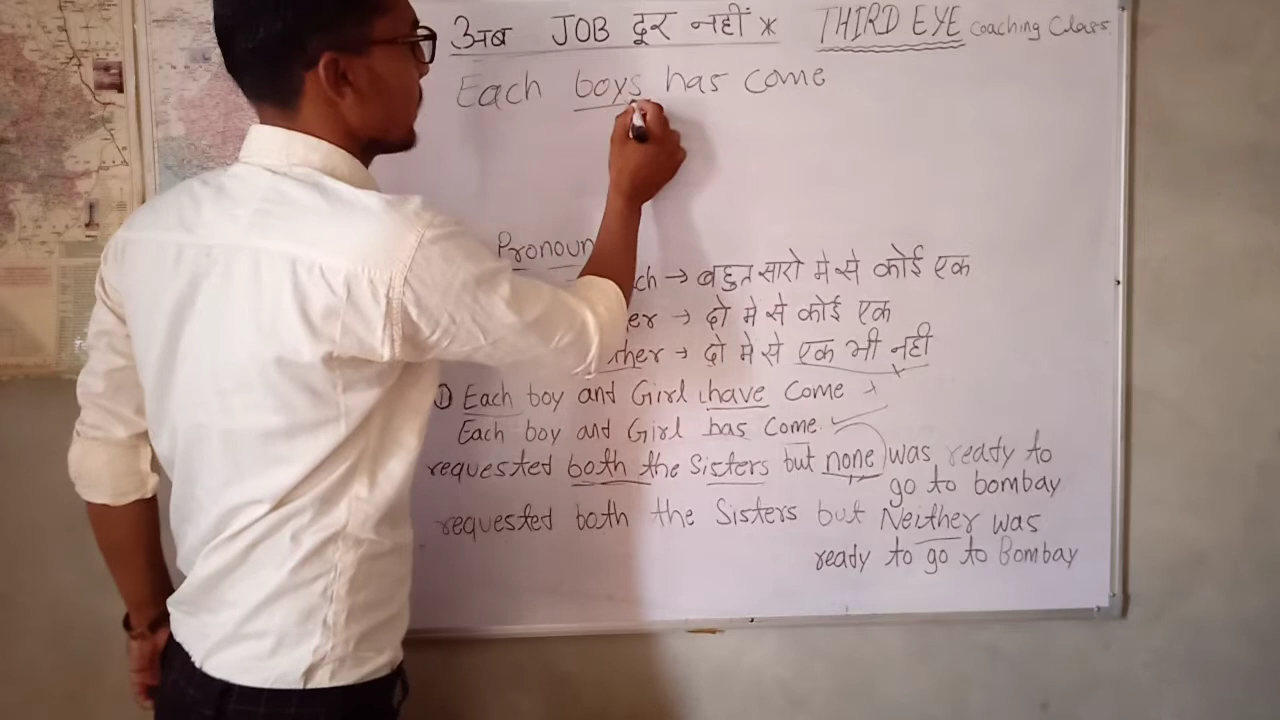 अब JOB दूर नहीं * THIRD EYE Coaching Class
Each boys has come
Pronoun
ch → बहुत सारो मे से कोई एक
er → दो मे से कोई एक
ther → दो मे से एक भी नही
① Each boy and Girl have Come ×
Each boy and Girl has Come. ✓
requested both the Sisters but none was ready to
go to bombay
requested both the Sisters but Neither was
ready to go to Bombay